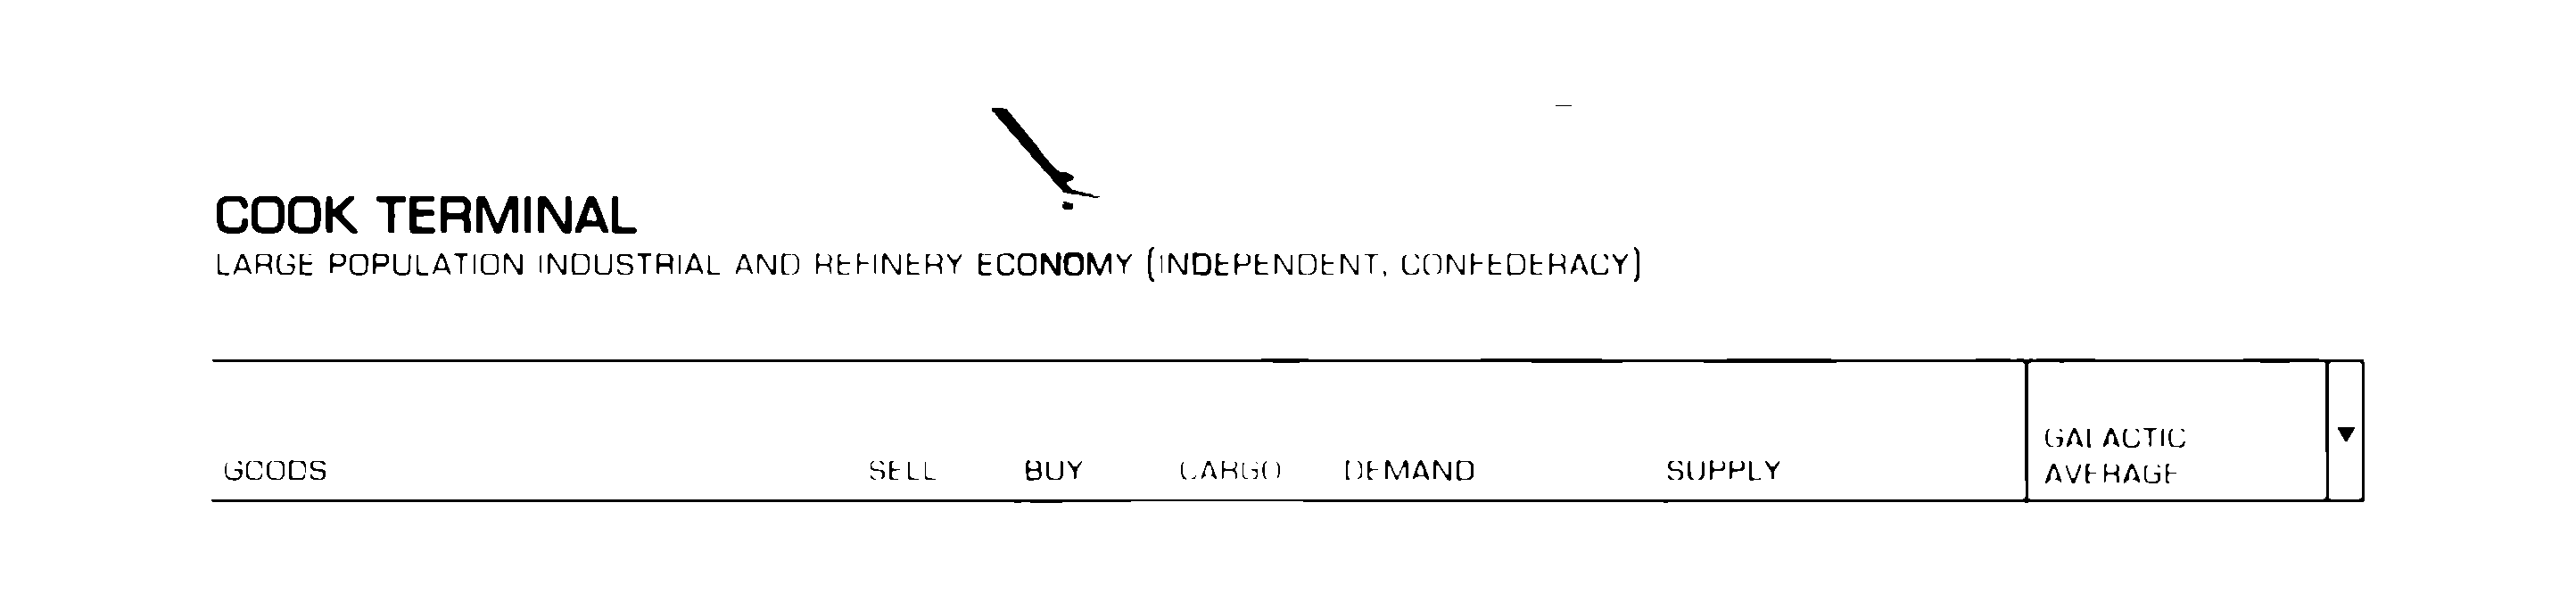 COOK TERMINAL
LARGE POPULATION INDUSTRIAL AND REFINERY ECONOMY (INDEPENDENT, CONFEDERACY)
GOODS SELL BUY CARGO DEMAND SUPPLY GALACTIC AVERAGE